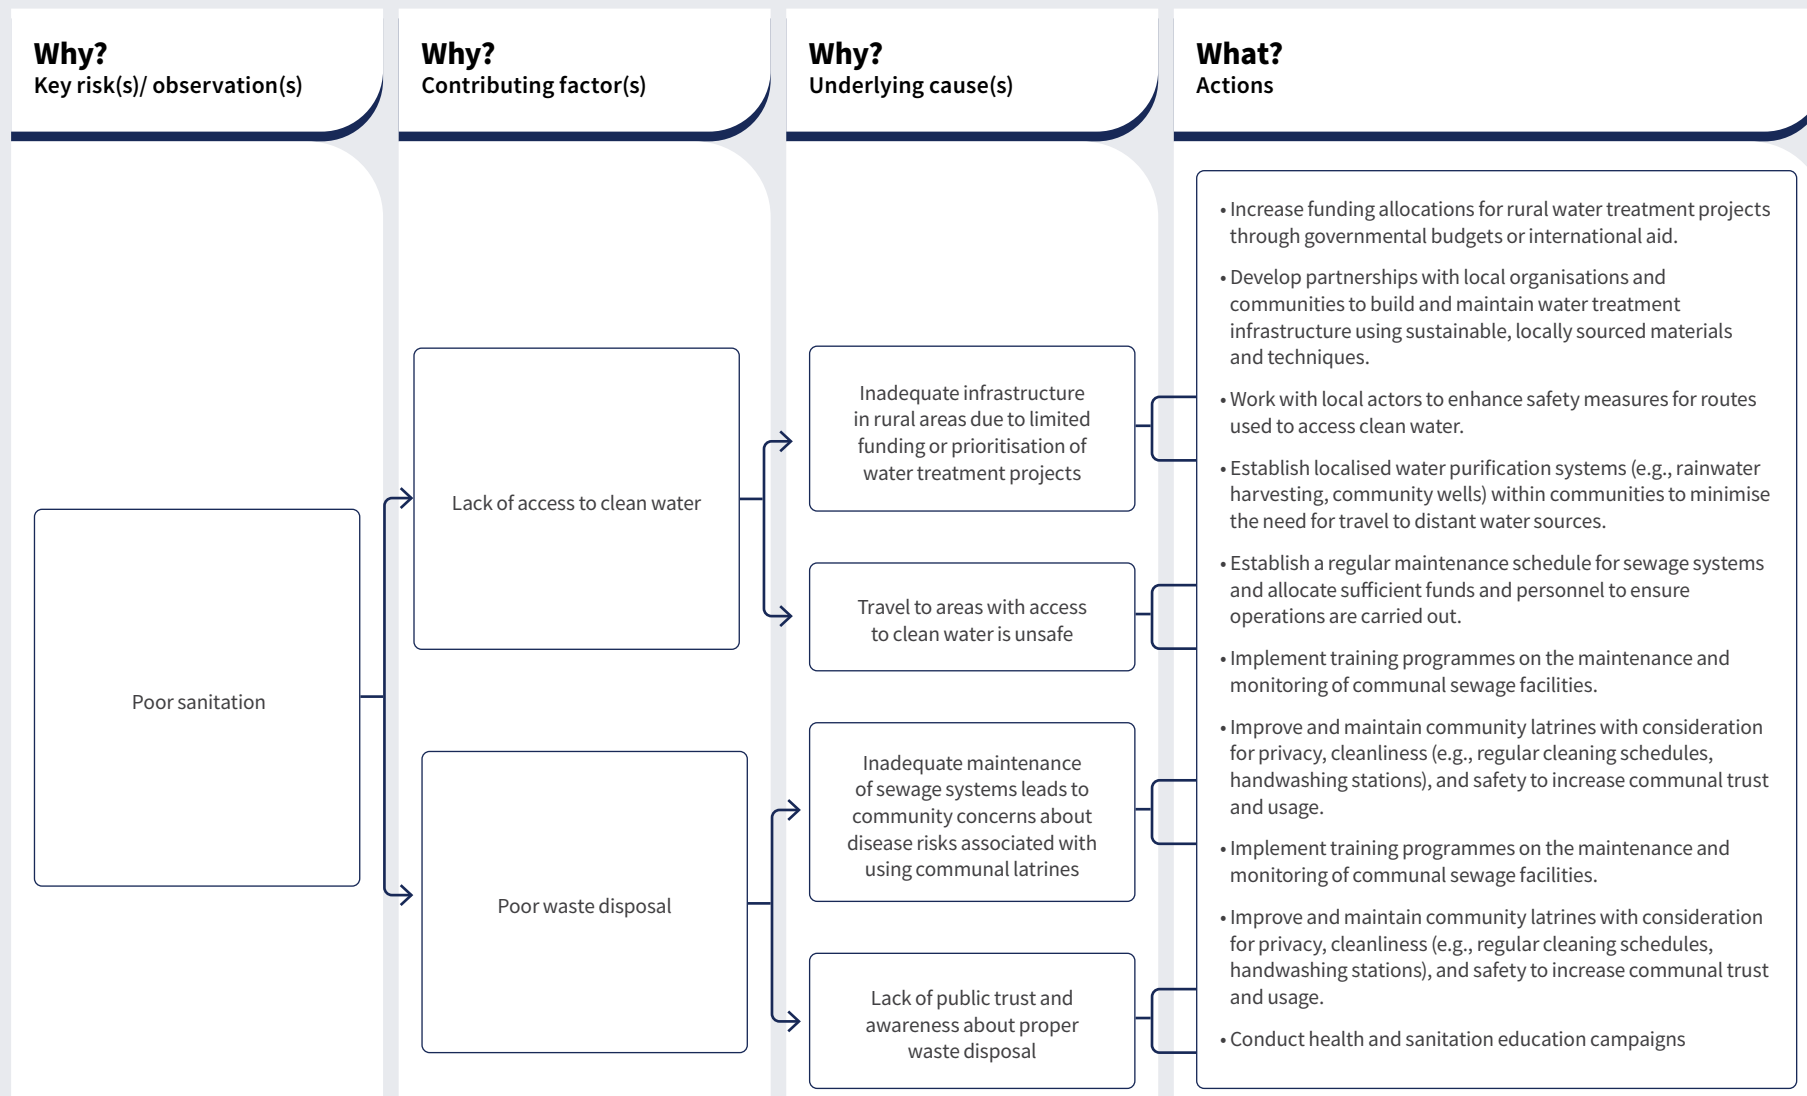 Why?
Key risk(s)/ observation(s)
Why?
Contributing factor(s)
Why?
Underlying cause(s)
What?
Actions
Poor sanitation
Lack of access to clean water
Poor waste disposal
Inadequate infrastructure
in rural areas due to limited
funding or prioritisation of
water treatment projects
Travel to areas with access
to clean water is unsafe
Inadequate maintenance
of sewage systems leads to
community concerns about
disease risks associated with
using communal latrines
Lack of public trust and
awareness about proper
waste disposal
• Increase funding allocations for rural water treatment projects
through governmental budgets or international aid.
• Develop partnerships with local organisations and
communities to build and maintain water treatment
infrastructure using sustainable, locally sourced materials
and techniques.
• Work with local actors to enhance safety measures for routes
used to access clean water.
• Establish localised water purification systems (e.g., rainwater
harvesting, community wells) within communities to minimise
the need for travel to distant water sources.
• Establish a regular maintenance schedule for sewage systems
and allocate sufficient funds and personnel to ensure
operations are carried out.
• Implement training programmes on the maintenance and
monitoring of communal sewage facilities.
• Improve and maintain community latrines with consideration
for privacy, cleanliness (e.g., regular cleaning schedules,
handwashing stations), and safety to increase communal trust
and usage.
• Implement training programmes on the maintenance and
monitoring of communal sewage facilities.
• Improve and maintain community latrines with consideration
for privacy, cleanliness (e.g., regular cleaning schedules,
handwashing stations), and safety to increase communal trust
and usage.
• Conduct health and sanitation education campaigns